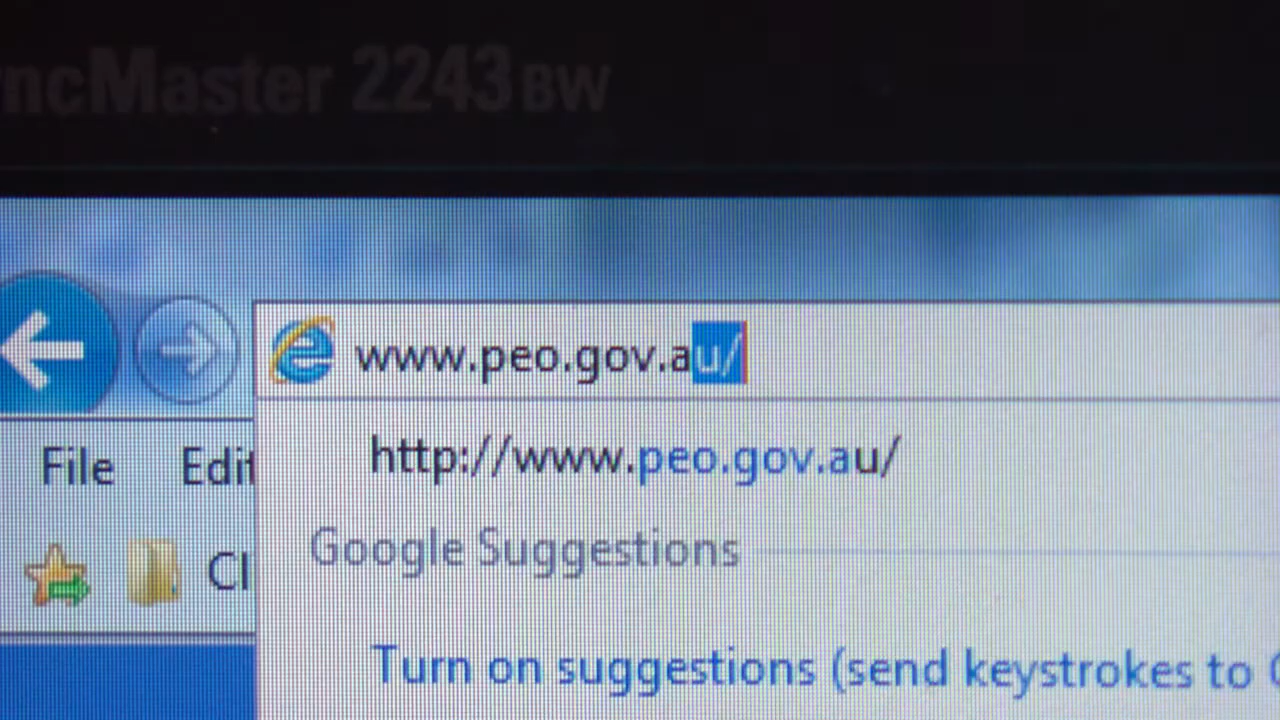 ncMaster 2243BW
www.peo.gov.au/
File Edit
http://www.peo.gov.au/
Google Suggestions
Cl
Turn on suggestions (send keystrokes to